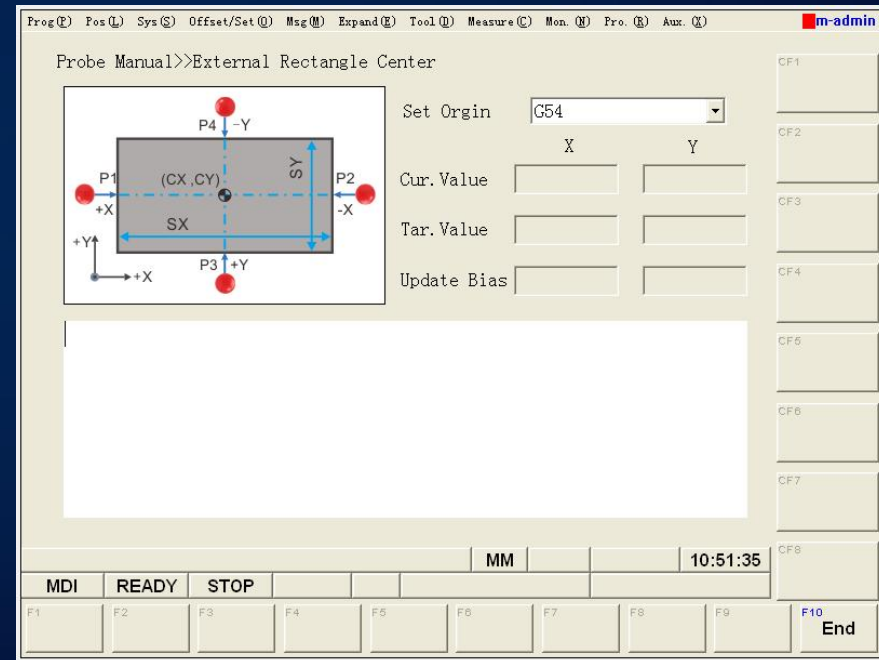 Prog(P) Pos(L) Sys(S) Offset/Set(O) Msg(M) Expand(E) Tool(D) Measure(C) Mon.(N) Pro.(R) Aux.(X) m-admin
Probe Manual>>External Rectangle Center
CF1
P4 -Y
P1 (CX ,CY) SY P2
+X -X
SX
+Y
+X P3 +Y
Set Orgin G54
X Y
Cur. Value
Tar. Value
Update Bias
CF2
CF3
CF4
CF5
CF6
CF7
CF8
MM 10:51:35
MDI READY STOP
F1 F2 F3 F4 F5 F6 F7 F8 F9 F10
End